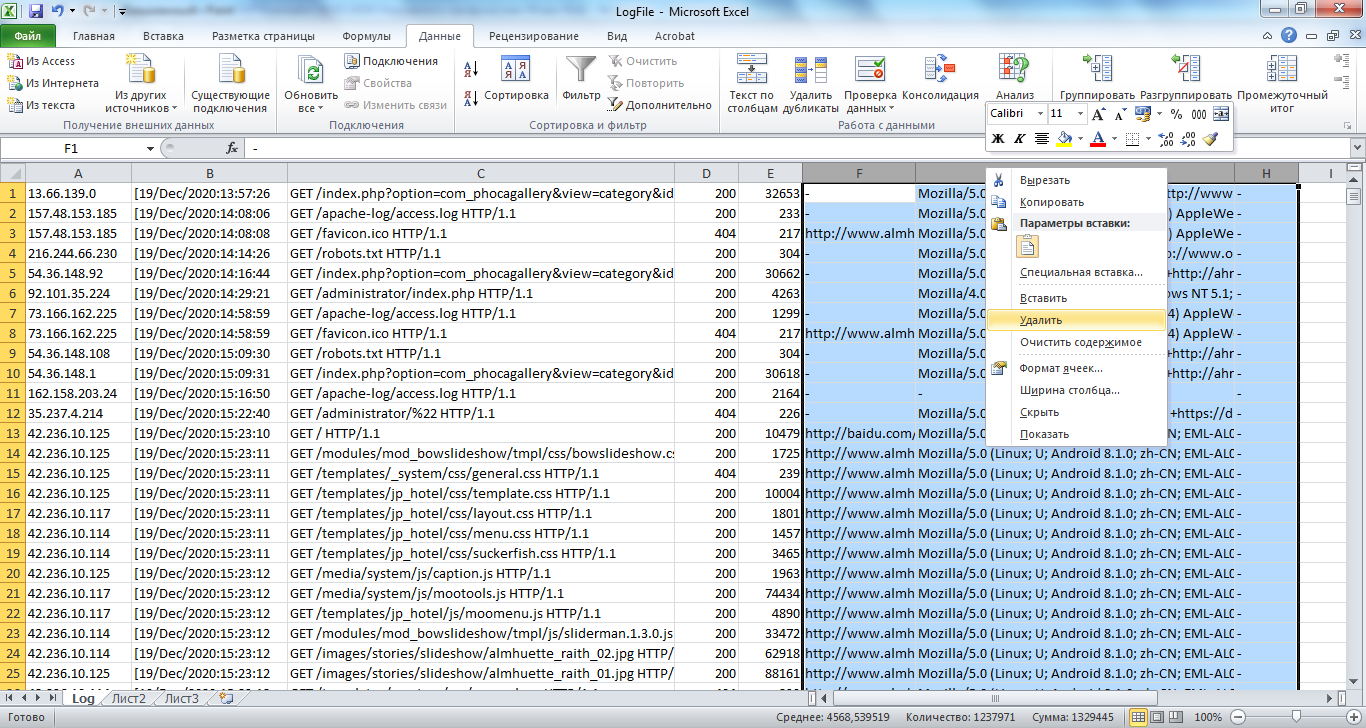 LogFile - Microsoft Excel
Файл Главная Вставка Разметка страницы Формулы Данные Рецензирование Вид Acrobat
Из Access
Из Интернета
Из текста
Из других источников
Существующие подключения
Получение внешних данных
Обновить все
Подключения
Свойства
Изменить связи
Подключения
Сортировка
Фильтр
Очистить
Повторить
Дополнительно
Сортировка и фильтр
Текст по столбцам
Удалить дубликаты
Проверка данных
Консолидация
Анализ
Работа с данными
Группировать
Разгруппировать
Промежуточный итог
Calibri 11 A A % 000
Ж К A
F1 fx -
A B C D E F H I
1 13.66.139.0 [19/Dec/2020:13:57:26 GET /index.php?option=com_phocagallery&view=category&id 200 32653 - Mozilla/5.0 ttp://www -
2 157.48.153.185 [19/Dec/2020:14:08:06 GET /apache-log/access.log HTTP/1.1 200 233 - Mozilla/5.0 ) AppleWe -
3 157.48.153.185 [19/Dec/2020:14:08:08 GET /favicon.ico HTTP/1.1 404 217 http://www.almh Mozilla/5.0 ) AppleWe -
4 216.244.66.230 [19/Dec/2020:14:14:26 GET /robots.txt HTTP/1.1 200 304 - Mozilla/5.0 o://www.o -
5 54.36.148.92 [19/Dec/2020:14:16:44 GET /index.php?option=com_phocagallery&view=category&id 200 30662 - Mozilla/5.0 +http://ahr -
6 92.101.35.224 [19/Dec/2020:14:29:21 GET /administrator/index.php HTTP/1.1 200 4263 Mozilla/4.0 ows NT 5.1; -
7 73.166.162.225 [19/Dec/2020:14:58:59 GET /apache-log/access.log HTTP/1.1 200 1299 - Mozilla/5.0 4) AppleW -
8 73.166.162.225 [19/Dec/2020:14:58:59 GET /favicon.ico HTTP/1.1 404 217 http://www.almh Mozilla/5.0 4) AppleW -
9 54.36.148.108 [19/Dec/2020:15:09:30 GET /robots.txt HTTP/1.1 200 304 - Mozilla/5.0 +http://ahr -
10 54.36.148.1 [19/Dec/2020:15:09:31 GET /index.php?option=com_phocagallery&view=category&id 200 30618 - Mozilla/5.0 +http://ahr -
11 162.158.203.24 [19/Dec/2020:15:16:50 GET /apache-log/access.log HTTP/1.1 200 2164 - - -
12 35.237.4.214 [19/Dec/2020:15:22:40 GET /administrator/%22 HTTP/1.1 404 226 - Mozilla/5.0 +https://d -
13 42.236.10.125 [19/Dec/2020:15:23:10 GET / HTTP/1.1 200 10479 http://baidu.com/ Mozilla/5.0 N; EML-AL0 -
14 42.236.10.125 [19/Dec/2020:15:23:11 GET /modules/mod_bowslideshow/tmpl/css/bowslideshow.cs 200 1725 http://www.almh Mozilla/5.0 (Linux; U; Android 8.1.0; zh-CN; EML-AL0 -
15 42.236.10.125 [19/Dec/2020:15:23:11 GET /templates/_system/css/general.css HTTP/1.1 404 239 http://www.almh Mozilla/5.0 (Linux; U; Android 8.1.0; zh-CN; EML-AL0 -
16 42.236.10.125 [19/Dec/2020:15:23:11 GET /templates/jp_hotel/css/template.css HTTP/1.1 200 10004 http://www.almh Mozilla/5.0 (Linux; U; Android 8.1.0; zh-CN; EML-AL0 -
17 42.236.10.117 [19/Dec/2020:15:23:11 GET /templates/jp_hotel/css/layout.css HTTP/1.1 200 1801 http://www.almh Mozilla/5.0 (Linux; U; Android 8.1.0; zh-CN; EML-AL0 -
18 42.236.10.114 [19/Dec/2020:15:23:11 GET /templates/jp_hotel/css/menu.css HTTP/1.1 200 1457 http://www.almh Mozilla/5.0 (Linux; U; Android 8.1.0; zh-CN; EML-AL0 -
19 42.236.10.114 [19/Dec/2020:15:23:11 GET /templates/jp_hotel/css/suckerfish.css HTTP/1.1 200 3465 http://www.almh Mozilla/5.0 (Linux; U; Android 8.1.0; zh-CN; EML-AL0 -
20 42.236.10.125 [19/Dec/2020:15:23:12 GET /media/system/js/caption.js HTTP/1.1 200 1963 http://www.almh Mozilla/5.0 (Linux; U; Android 8.1.0; zh-CN; EML-AL0 -
21 42.236.10.117 [19/Dec/2020:15:23:12 GET /media/system/js/mootools.js HTTP/1.1 200 74434 http://www.almh Mozilla/5.0 (Linux; U; Android 8.1.0; zh-CN; EML-AL0 -
22 42.236.10.117 [19/Dec/2020:15:23:12 GET /templates/jp_hotel/js/moomenu.js HTTP/1.1 200 4890 http://www.almh Mozilla/5.0 (Linux; U; Android 8.1.0; zh-CN; EML-AL0 -
23 42.236.10.114 [19/Dec/2020:15:23:12 GET /modules/mod_bowslideshow/tmpl/js/sliderman.1.3.0.js 200 33472 http://www.almh Mozilla/5.0 (Linux; U; Android 8.1.0; zh-CN; EML-AL0 -
24 42.236.10.114 [19/Dec/2020:15:23:12 GET /images/stories/slideshow/almhuette_raith_02.jpg HTTP/ 200 62918 http://www.almh Mozilla/5.0 (Linux; U; Android 8.1.0; zh-CN; EML-AL0 -
25 42.236.10.114 [19/Dec/2020:15:23:12 GET /images/stories/slideshow/almhuette_raith_01.jpg HTTP/ 200 88161 http://www.almh Mozilla/5.0 (Linux; U; Android 8.1.0; zh-CN; EML-AL0 -
Вырезать
Копировать
Параметры вставки:
Специальная вставка...
Вставить
Удалить
Очистить содержимое
Формат ячеек...
Ширина столбца...
Скрыть
Показать
Log Лист2 Лист3
Готово Среднее: 4568,539519 Количество: 1237971 Сумма: 1329445 100%